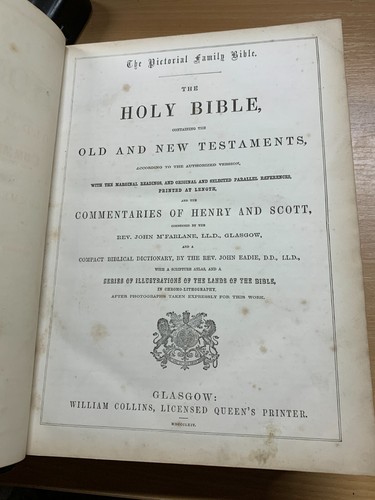 The Pictorial Family Bible.
THE
HOLY BIBLE,
CONTAINING THE
OLD AND NEW TESTAMENTS,
ACCORDING TO THE AUTHORISED VERSION,
WITH THE MARGINAL READINGS, AND ORIGINAL AND SELECTED PARALLEL REFERENCES,
PRINTED AT LENGTH,
AND THE
COMMENTARIES OF HENRY AND SCOTT,
CONDENSED BY THE
REV. JOHN M'FARLANE, LL.D., GLASGOW,
AND A
COMPACT BIBLICAL DICTIONARY, BY THE REV. JOHN EADIE, D.D., LL.D.,
WITH A SCRIPTURE ATLAS, AND A
SERIES OF ILLUSTRATIONS OF THE LANDS OF THE BIBLE,
IN CHROMO-LITHOGRAPHY,
AFTER PHOTOGRAPHS TAKEN EXPRESSLY FOR THIS WORK.
GLASGOW:
WILLIAM COLLINS, LICENSED QUEEN'S PRINTER.
MDCCCLXIV.